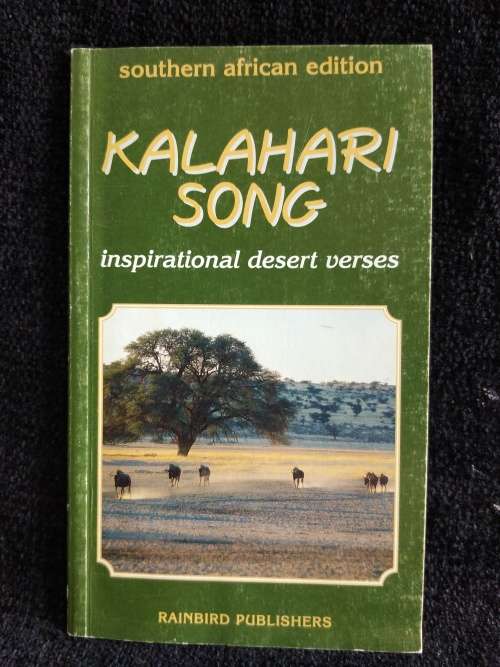 southern african edition
KALAHARI
SONG
inspirational desert verses
RAINBIRD PUBLISHERS